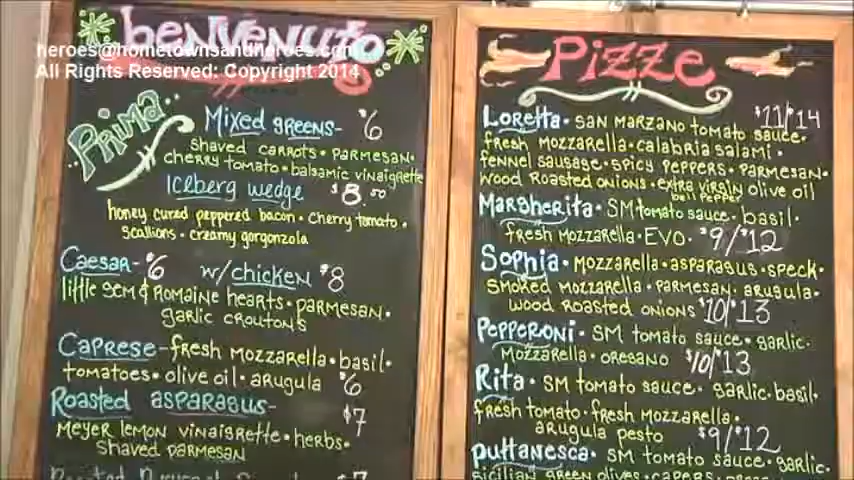 heroes@hometownsandheroes.com
All Rights Reserved: Copyright 2014
benvenuto
Prima
Mixed greens- $6
shaved carrots • parmesan •
cherry tomato • balsamic vinaigrette
Iceberg wedge $8.50
honey cured peppered bacon • cherry tomato •
scallions • creamy gorgonzola
Caesar- $6 w/chicken $8
little gem & romaine hearts • parmesan •
garlic croutons
Caprese- fresh mozzarella • basil •
tomatoes • olive oil • arugula $6
Roasted asparagus- $7
Meyer lemon vinaigrette • herbs •
shaved parmesan
Pizze
Loretta • San Marzano tomato sauce • $11/$14
fresh mozzarella • calabria salami •
fennel sausage • spicy peppers • parmesan •
wood roasted onions • extra virgin olive oil
bell pepper
Margherita • SM tomato sauce • basil •
fresh mozzarella • EVO • $9/$12
Sophia • mozzarella • asparagus • speck •
smoked mozzarella • parmesan • arugula •
wood roasted onions $10/$13
Pepperoni • SM tomato sauce • garlic •
mozzarella • oregano $10/$13
Rita • SM tomato sauce • garlic • basil •
fresh tomato • fresh mozzarella •
arugula pesto $9/$12
puttanesca • SM tomato sauce • garlic •
sicilian green olives • capers •